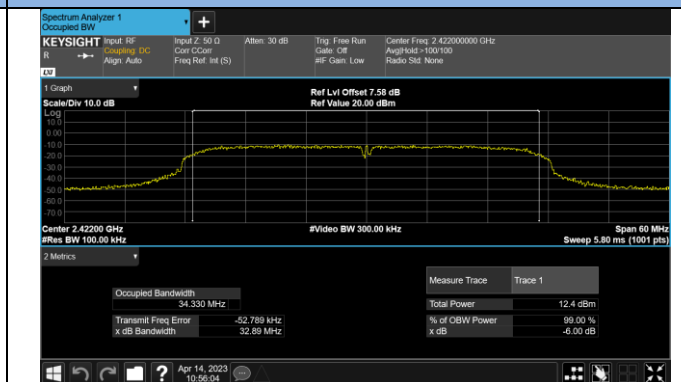 Spectrum Analyzer 1
Occupied BW
+
KEYSIGHT Input: RF Input Z: 50 Ω Atten: 30 dB Trig: Free Run Center Freq: 2.422000000 GHz
R Coupling: DC Corr CCorr Gate: Off Avg|Hold:>100/100
Align: Auto Freq Ref: Int (S) #IF Gain: Low Radio Std: None
LXI
1 Graph Ref Lvl Offset 7.58 dB
Scale/Div 10.0 dB Ref Value 20.00 dBm
Log
10.0
0.00
-10.0
-20.0
-30.0
-40.0
-50.0
-60.0
-70.0
Center 2.42200 GHz #Video BW 300.00 kHz Span 60 MHz
#Res BW 100.00 kHz Sweep 5.80 ms (1001 pts)
2 Metrics
Measure Trace Trace 1
Occupied Bandwidth
34.330 MHz Total Power 12.4 dBm
Transmit Freq Error -52.789 kHz % of OBW Power 99.00 %
x dB Bandwidth 32.89 MHz x dB -6.00 dB
? Apr 14, 2023
10:56:04